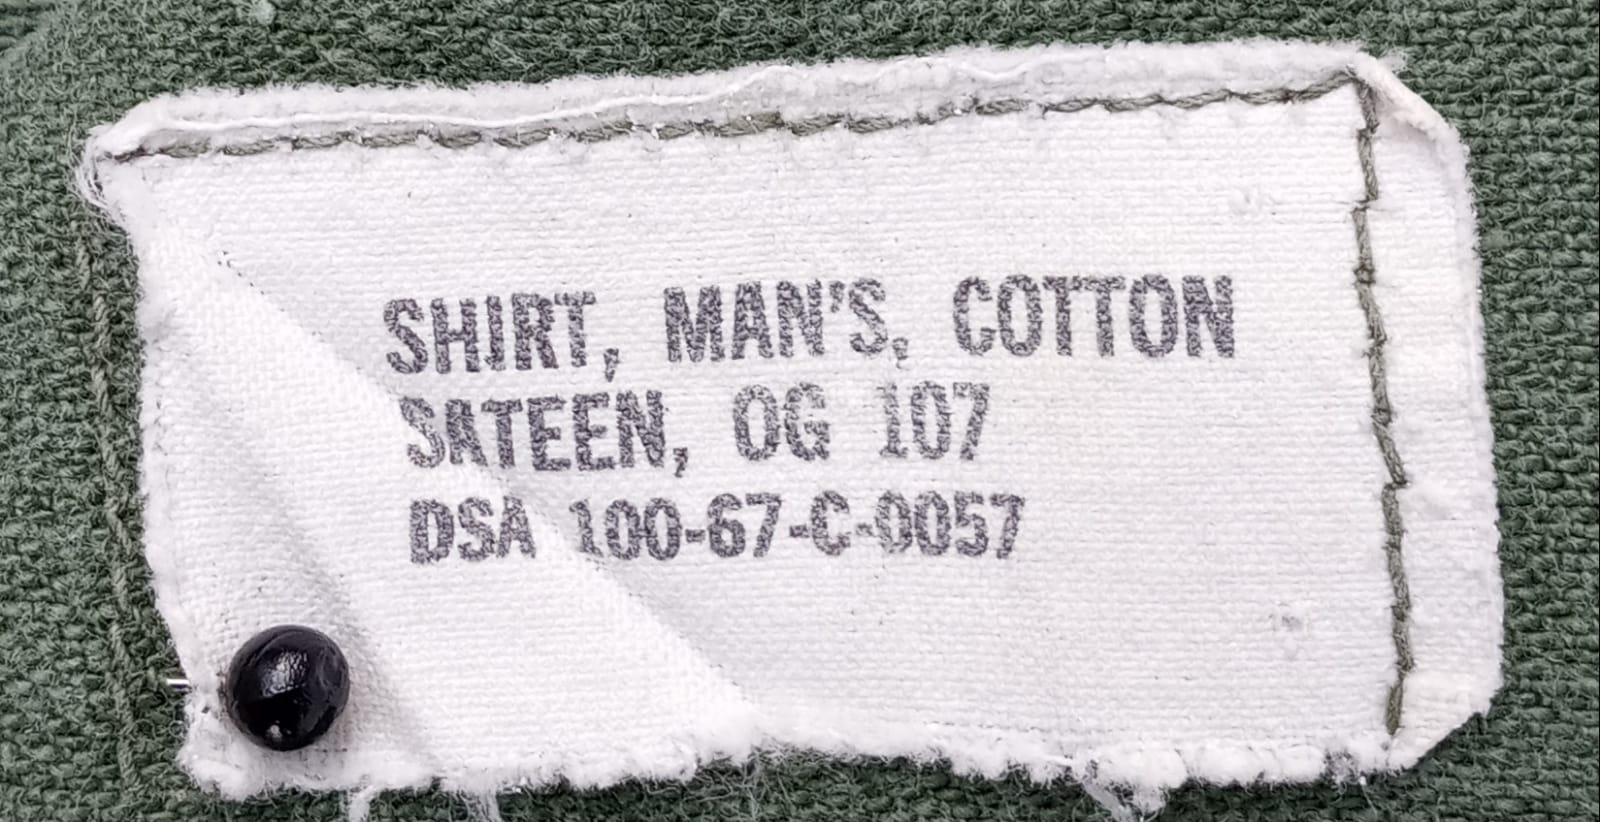 SHIRT, MAN'S, COTTON
SATEEN, OG 107
DSA 100-67-C-0057